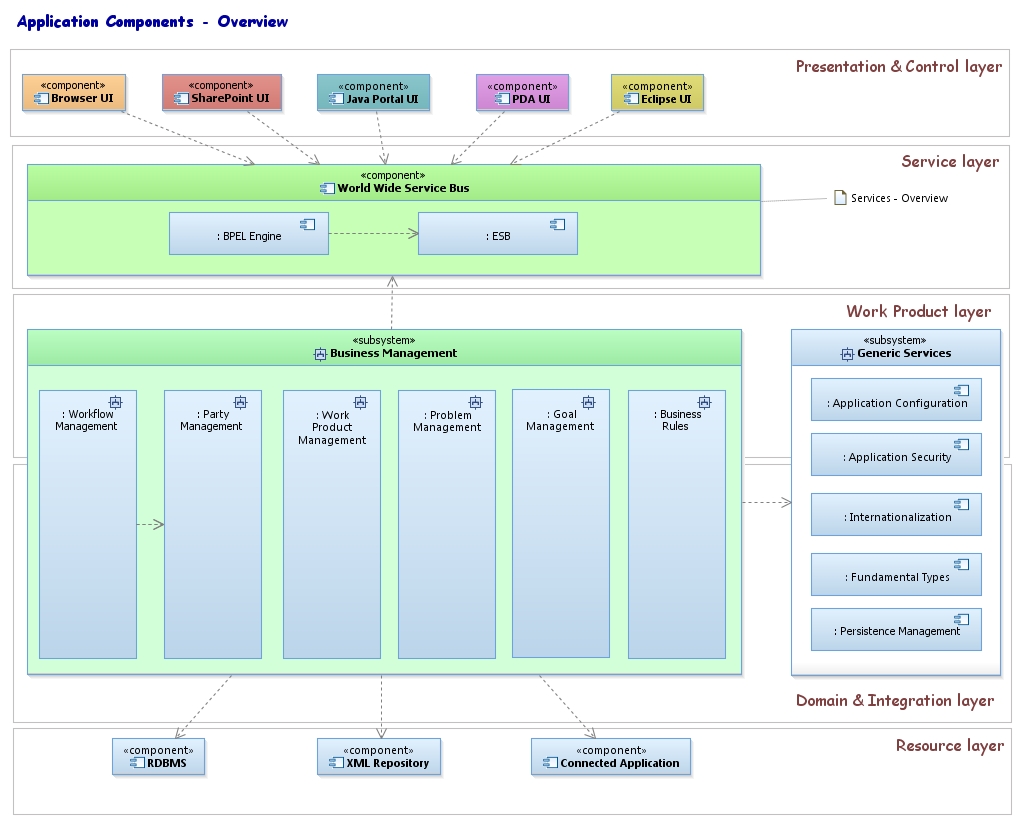 Application Components - Overview
Presentation & Control layer
«component»
Browser UI
«component»
SharePoint UI
«component»
Java Portal UI
«component»
PDA UI
«component»
Eclipse UI
Service layer
«component»
World Wide Service Bus
: BPEL Engine
: ESB
Services - Overview
Work Product layer
«subsystem»
Business Management
: Workflow
Management
: Party
Management
: Work
Product
Management
: Problem
Management
: Goal
Management
: Business
Rules
«subsystem»
Generic Services
: Application Configuration
: Application Security
: Internationalization
: Fundamental Types
: Persistence Management
Domain & Integration layer
Resource layer
«component»
RDBMS
«component»
XML Repository
«component»
Connected Application